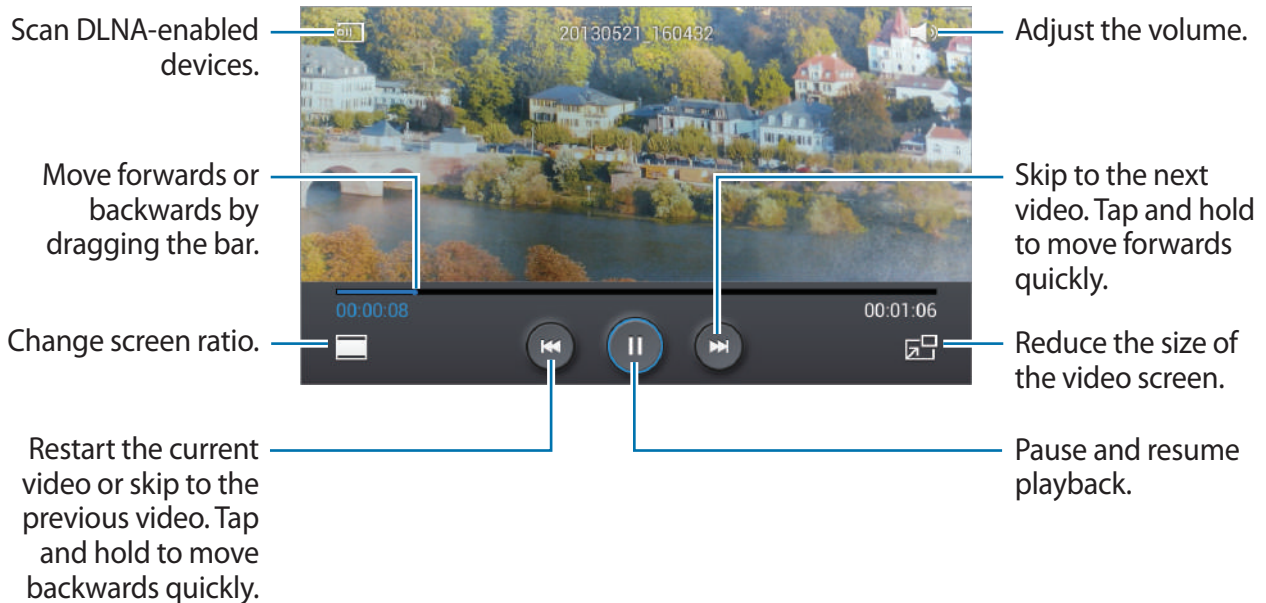 Scan DLNA-enabled
devices.
20130521_160432
Adjust the volume.
Move forwards or
backwards by
dragging the bar.
Skip to the next
video. Tap and hold
to move forwards
quickly.
00:00:08
00:01:06
Change screen ratio.
Reduce the size of
the video screen.
Restart the current
video or skip to the
previous video. Tap
and hold to move
backwards quickly.
Pause and resume
playback.